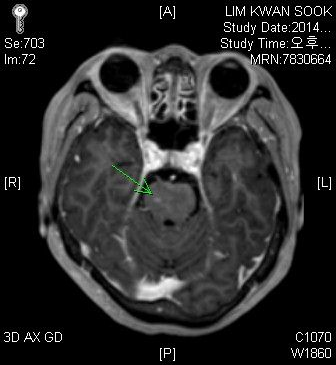 [A]
LIM KWAN SOOK
Study Date:2014...
Study Time:오후...
MRN:7830664
Se:703
Im:72
[R]
[L]
3D AX GD
[P]
C1070
W1860